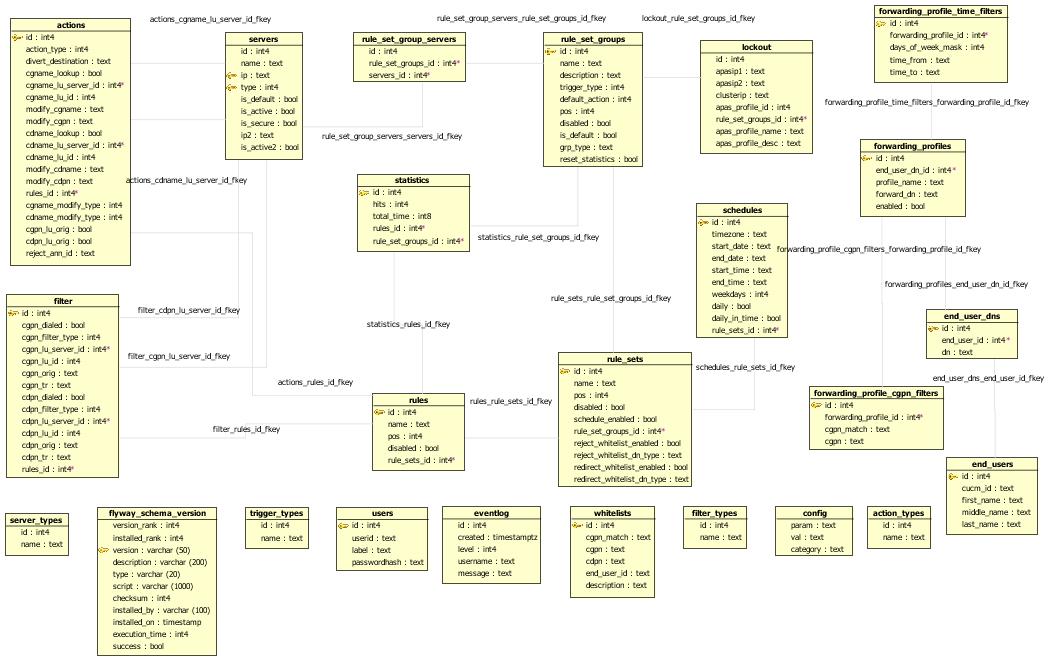 actions
id : int4
action_type : int4
divert_destination : text
cgname_lookup : bool
cgname_lu_server_id : int4*
cgname_lu_id : int4
modify_cgname : text
modify_cgpn : text
cdname_lookup : bool
cdname_lu_server_id : int4*
cdname_lu_id : int4
modify_cdname : text
modify_cdpn : text
rules_id : int4*
cgname_modify_type : int4
cdname_modify_type : int4
cgpn_lu_orig : bool
cdpn_lu_orig : bool
reject_ann_id : text
actions_cgname_lu_server_id_fkey
servers
id : int4
name : text
ip : text
type : int4
is_default : bool
is_active : bool
is_secure : bool
ip2 : text
is_active2 : bool
rule_set_group_servers_rule_set_groups_id_fkey
rule_set_group_servers
id : int4
rule_set_groups_id : int4*
servers_id : int4*
rule_set_group_servers_servers_id_fkey
rule_set_groups
id : int4
name : text
description : text
trigger_type : int4
default_action : int4
pos : int4
disabled : bool
is_default : bool
grp_type : text
reset_statistics : bool
lockout_rule_set_groups_id_fkey
lockout
id : int4
apasip1 : text
apasip2 : text
clusterip : text
apas_profile_id : int4
rule_set_groups_id : int4*
apas_profile_name : text
apas_profile_desc : text
forwarding_profile_time_filters
id : int4
forwarding_profile_id : int4*
days_of_week_mask : int4
time_from : text
time_to : text
forwarding_profile_time_filters_forwarding_profile_id_fkey
forwarding_profiles
id : int4
end_user_dn_id : int4*
profile_name : text
forward_dn : text
enabled : bool
actions_cdname_lu_server_id_fkey
statistics
id : int4
hits : int4
total_time : int8
rules_id : int4*
rule_set_groups_id : int4*
statistics_rule_set_groups_id_fkey
schedules
id : int4
timezone : text
start_date : text
end_date : text
start_time : text
end_time : text
weekdays : int4
daily : bool
daily_in_time : bool
rule_sets_id : int4*
forwarding_profile_cgpn_filters_forwarding_profile_id_fkey
forwarding_profiles_end_user_dn_id_fkey
filter
id : int4
cgpn_dialed : bool
cgpn_filter_type : int4
cgpn_lu_server_id : int4*
cgpn_lu_id : int4
cgpn_orig : text
cgpn_tr : text
cdpn_dialed : bool
cdpn_filter_type : int4
cdpn_lu_server_id : int4*
cdpn_lu_id : int4
cdpn_orig : text
cdpn_tr : text
rules_id : int4*
filter_cdpn_lu_server_id_fkey
filter_cgpn_lu_server_id_fkey
rule_sets_rule_set_groups_id_fkey
statistics_rules_id_fkey
end_user_dns
id : int4
end_user_id : int4*
dn : text
end_user_dns_end_user_id_fkey
actions_rules_id_fkey
rules
id : int4
name : text
pos : int4
disabled : bool
rule_sets_id : int4*
rules_rule_sets_id_fkey
filter_rules_id_fkey
rule_sets
id : int4
name : text
pos : int4
disabled : bool
schedule_enabled : bool
rule_set_groups_id : int4*
reject_whitelist_enabled : bool
reject_whitelist_dn_type : text
redirect_whitelist_enabled : bool
redirect_whitelist_dn_type : text
schedules_rule_sets_id_fkey
forwarding_profile_cgpn_filters
id : int4
forwarding_profile_id : int4*
cgpn_match : text
cgpn : text
end_users
id : int4
cucm_id : text
first_name : text
middle_name : text
last_name : text
server_types
id : int4
name : text
flyway_schema_version
version_rank : int4
installed_rank : int4
version : varchar (50)
description : varchar (200)
type : varchar (20)
script : varchar (1000)
checksum : int4
installed_by : varchar (100)
installed_on : timestamp
execution_time : int4
success : bool
trigger_types
id : int4
name : text
users
id : int4
userid : text
label : text
passwordhash : text
eventlog
id : int4
created : timestamptz
level : int4
username : text
message : text
whitelists
id : int4
cgpn_match : text
cgpn : text
cdpn : text
end_user_id : text
description : text
filter_types
id : int4
name : text
config
param : text
val : text
category : text
action_types
id : int4
name : text